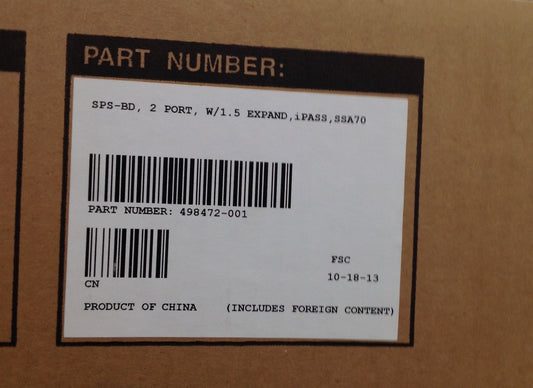 PART NUMBER:
SPS-BD, 2 PORT, W/1.5 EXPAND,iPASS,SSA70
PART NUMBER: 498472-001
FSC
10-18-13
CN
PRODUCT OF CHINA (INCLUDES FOREIGN CONTENT)